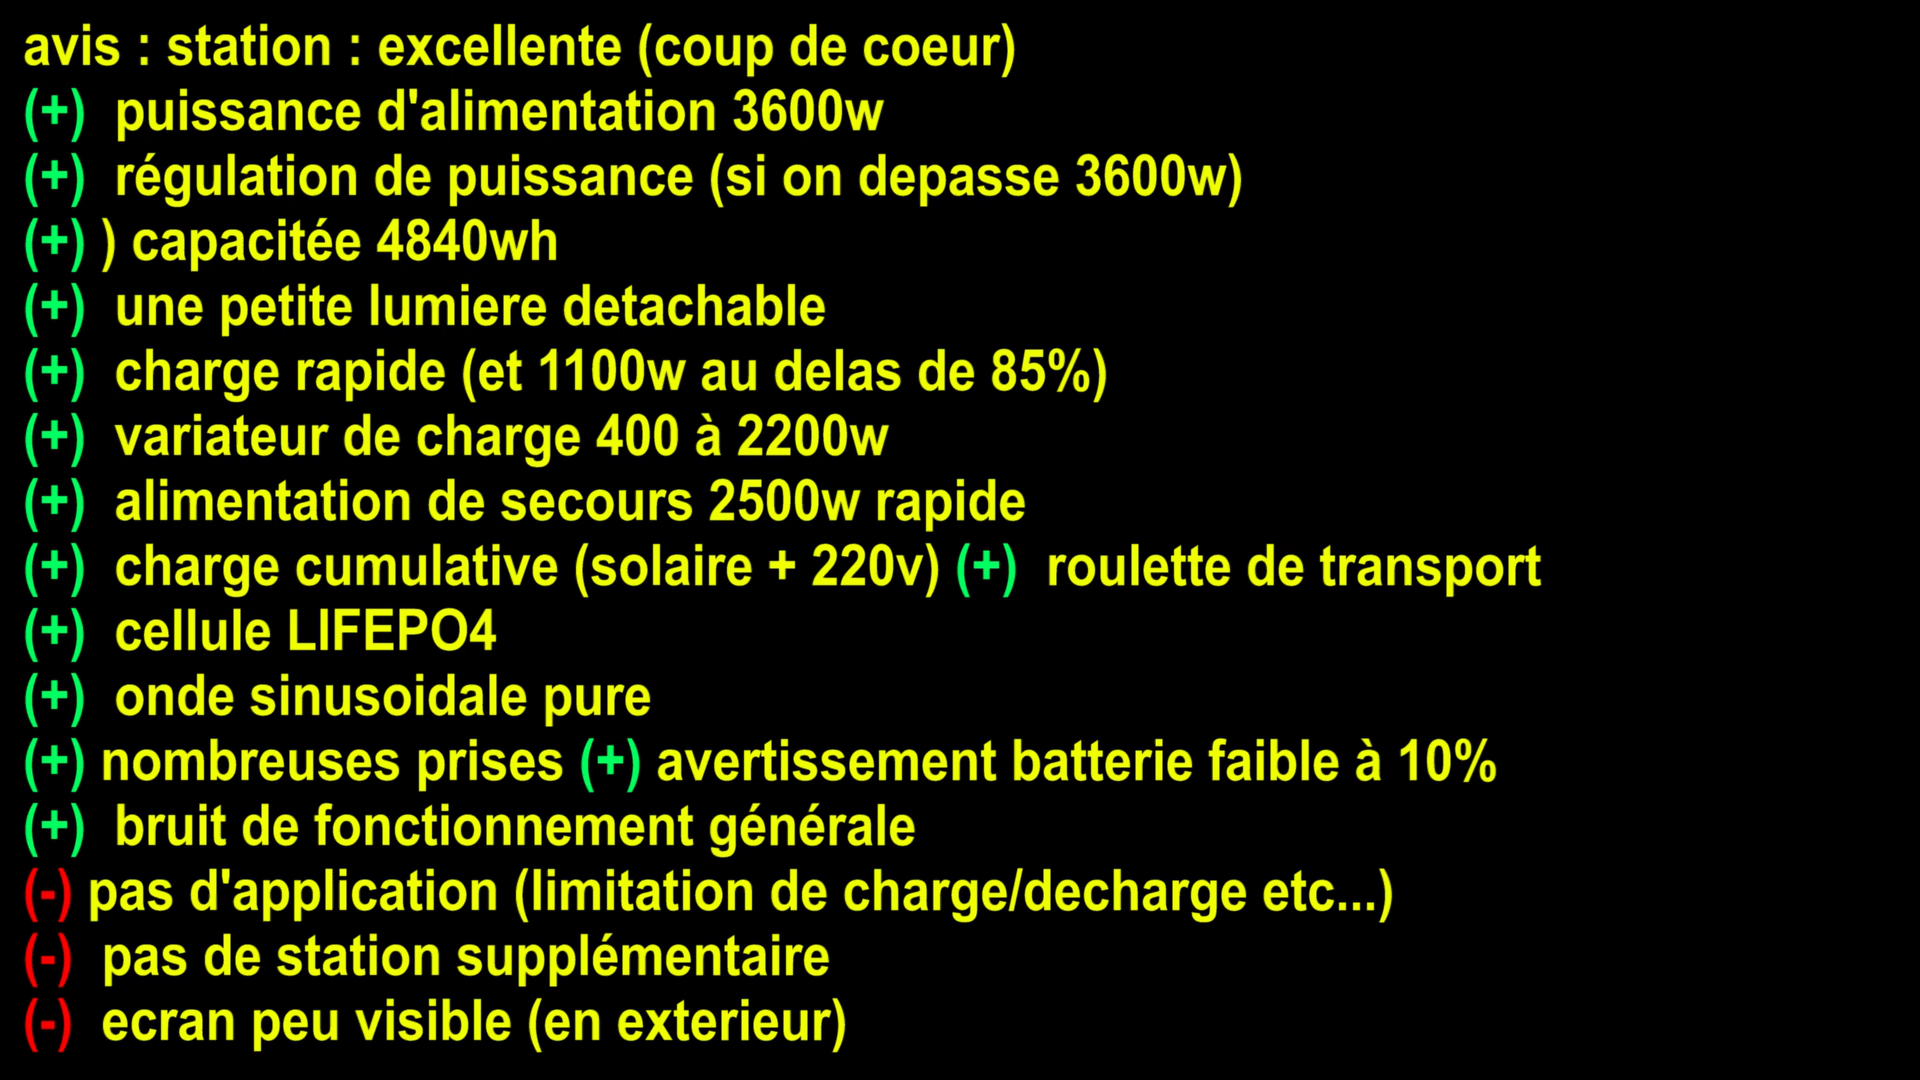 avis : station : excellente (coup de coeur)
(+) puissance d'alimentation 3600w
(+) régulation de puissance (si on depasse 3600w)
(+) ) capacitée 4840wh
(+) une petite lumiere detachable
(+) charge rapide (et 1100w au delas de 85%)
(+) variateur de charge 400 à 2200w
(+) alimentation de secours 2500w rapide
(+) charge cumulative (solaire + 220v) (+) roulette de transport
(+) cellule LIFEPO4
(+) onde sinusoidale pure
(+) nombreuses prises (+) avertissement batterie faible à 10%
(+) bruit de fonctionnement générale
(-) pas d'application (limitation de charge/decharge etc...)
(-) pas de station supplémentaire
(-) ecran peu visible (en exterieur)